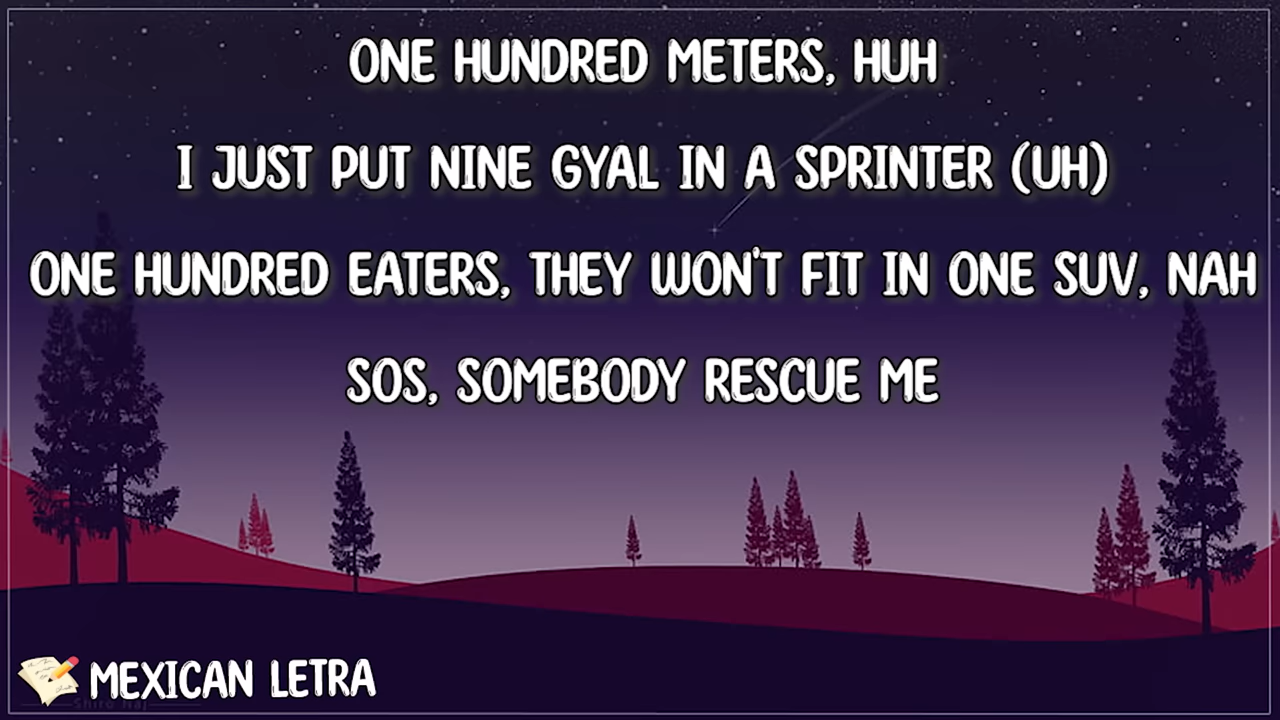 ONE HUNDRED METERS, HUH
I JUST PUT NINE GYAL IN A SPRINTER (UH)
ONE HUNDRED EATERS, THEY WON'T FIT IN ONE SUV, NAH
SOS, SOMEBODY RESCUE ME
MEXICAN LETRA